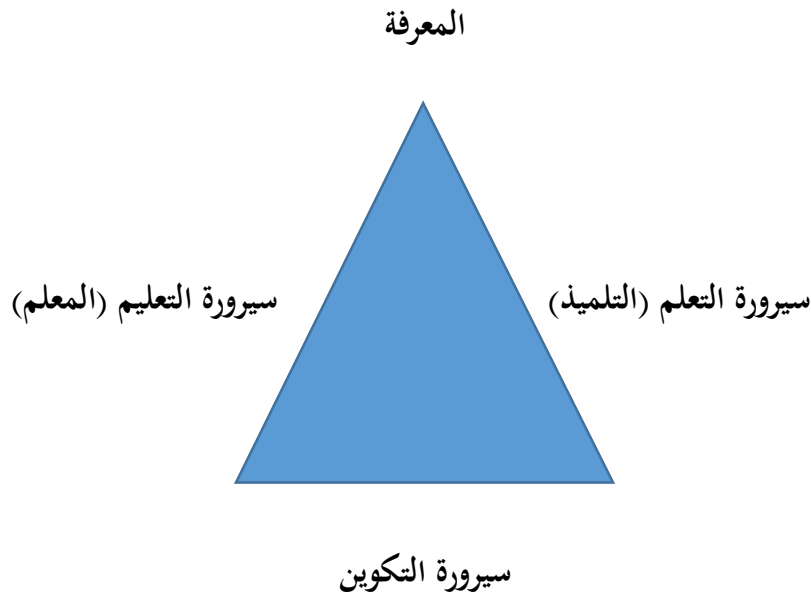 المعرفة
سيرورة التعلم (التلميذ)
سيرورة التعليم (المعلم)
سيرورة التكوين